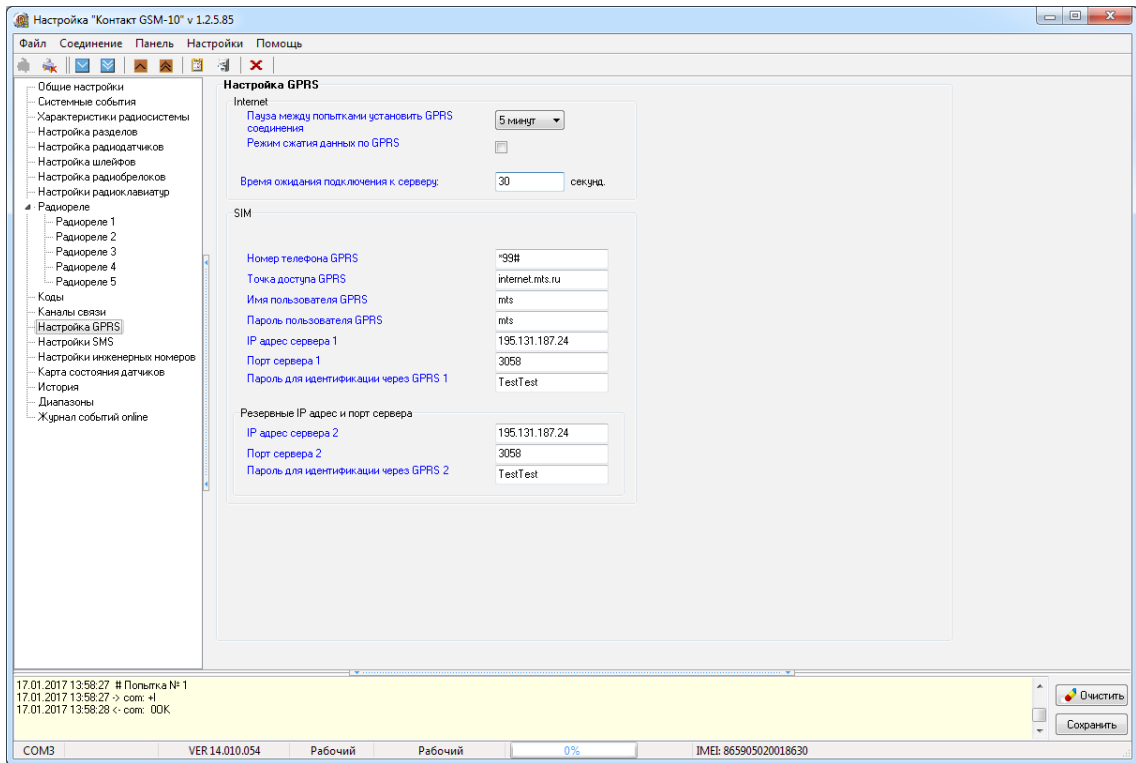 Настройка "Контакт GSM-10" v 1.2.5.85
Файл Соединение Панель Настройки Помощь
Общие настройки
Системные события
Характеристики радиосистемы
Настройка разделов
Настройка радиодатчиков
Настройка шлейфов
Настройка радиобрелоков
Настройки радиоклавиатур
Радиореле
Радиореле 1
Радиореле 2
Радиореле 3
Радиореле 4
Радиореле 5
Коды
Каналы связи
Настройка GPRS
Настройки SMS
Настройки инженерных номеров
Карта состояния датчиков
История
Диапазоны
Журнал событий online
Настройка GPRS
Internet
Пауза между попытками установить GPRS
соединения
5 минут
Режим сжатия данных по GPRS
Время ожидания подключения к серверу: 30 секунд.
SIM
Номер телефона GPRS *99#
Точка доступа GPRS internet.mts.ru
Имя пользователя GPRS mts
Пароль пользователя GPRS mts
IP адрес сервера 1 195.131.187.24
Порт сервера 1 3058
Пароль для идентификации через GPRS 1 TestTest
Резервные IP адрес и порт сервера
IP адрес сервера 2 195.131.187.24
Порт сервера 2 3058
Пароль для идентификации через GPRS 2 TestTest
17.01.2017 13:58:27 # Попытка № 1
17.01.2017 13:58:27 -> com: +I
17.01.2017 13:58:28 <- com: 0OK
Очистить
Сохранить
COM3 VER 14.010.054 Рабочий Рабочий 0% IMEI: 865905020018630